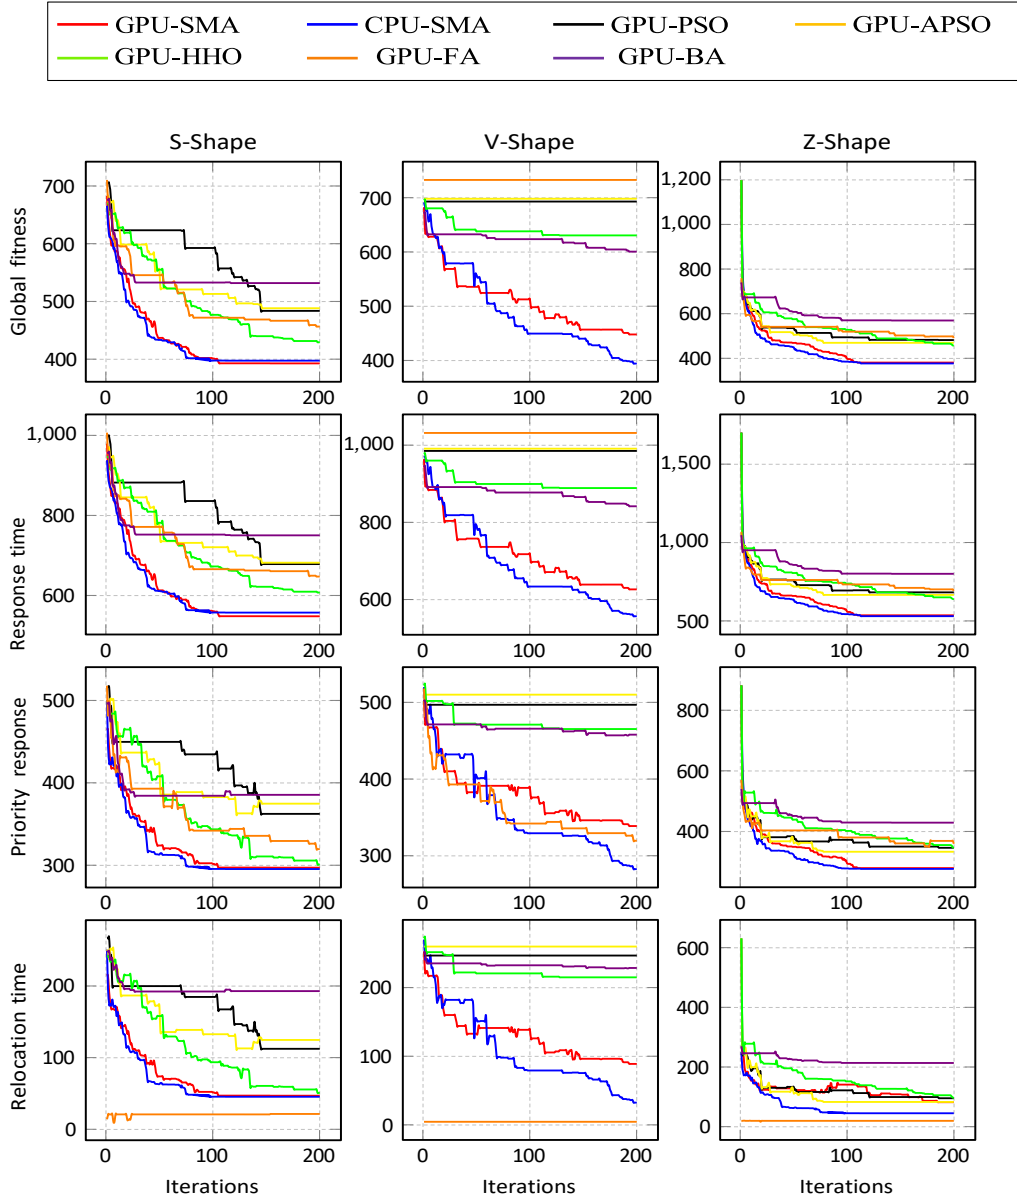 GPU-SMA CPU-SMA GPU-PSO GPU-APSO
GPU-HHO GPU-FA GPU-BA
S-Shape V-Shape Z-Shape
Global fitness
700
600
500
400
0 100 200
700
600
500
400
0 100 200
1,200
1,000
800
600
400
0 100 200
Response time
1,000
800
600
0 100 200
1,000
800
600
0 100 200
1,500
1,000
500
0 100 200
Priority response
500
400
300
0 100 200
500
400
300
0 100 200
800
600
400
0 100 200
Relocation time
200
100
0
0 100 200
200
100
0
0 100 200
600
400
200
0
0 100 200
Iterations Iterations Iterations